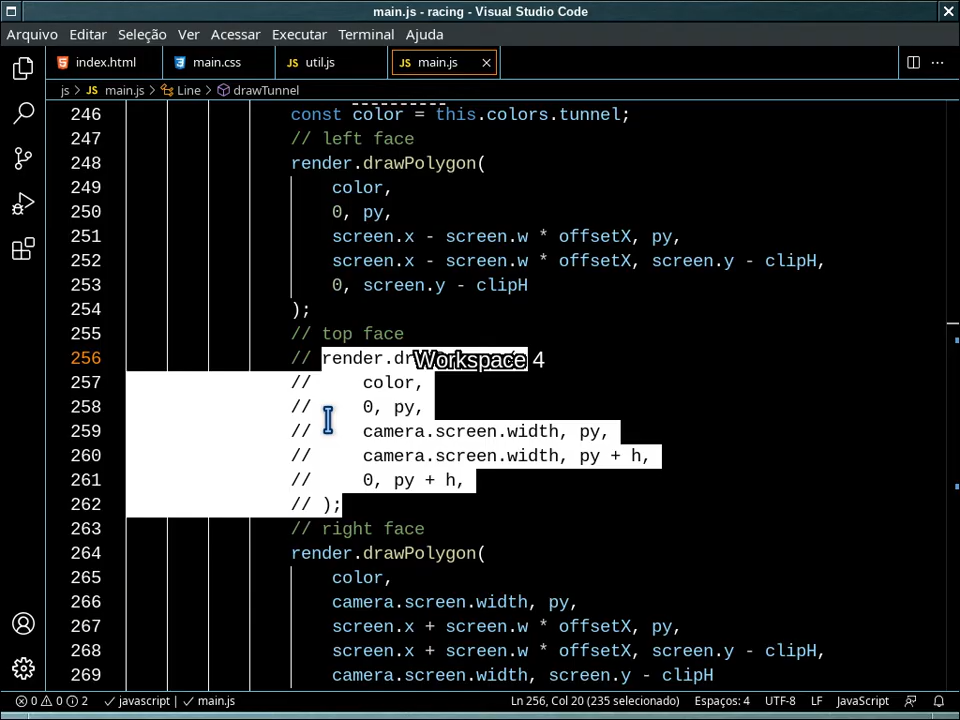 main.js - racing - Visual Studio Code
Arquivo Editar Seleção Ver Acessar Executar Terminal Ajuda
index.html main.css JS util.js JS main.js
js > JS main.js > Line > drawTunnel
246 const color = this.colors.tunnel;
247 // left face
248 render.drawPolygon(
249 color,
250 0, py,
251 screen.x - screen.w * offsetX, py,
252 screen.x - screen.w * offsetX, screen.y - clipH,
253 0, screen.y - clipH
254 );
255 // top face
256 // render.dr
Workspace 4
257 // color,
258 // 0, py,
259 // camera.screen.width, py,
260 // camera.screen.width, py + h,
261 // 0, py + h,
262 // );
263 // right face
264 render.drawPolygon(
265 color,
266 camera.screen.width, py,
267 screen.x + screen.w * offsetX, py,
268 screen.x + screen.w * offsetX, screen.y - clipH,
269 camera.screen.width, screen.y - clipH
0 0 2 javascript | main.js Ln 256, Col 20 (235 selecionado) Espaços: 4 UTF-8 LF JavaScript